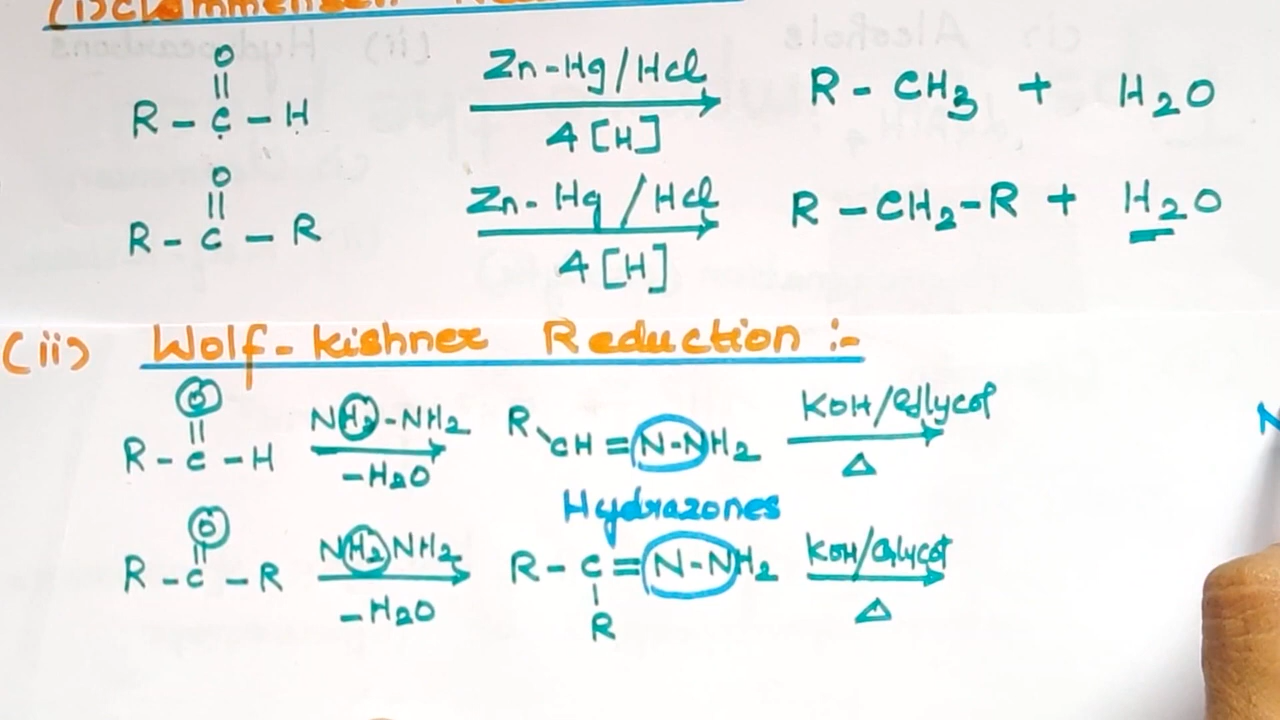 (i) Clemmensen
O
||
R - C - H   Zn-Hg/HCl   R - CH3 + H2O
4[H]
O
||
R - C - R   Zn-Hg/HCl   R - CH2-R + H2O
4[H]
(ii) Wolf-kishner Reduction :-
O
||
R - C - H   NH2-NH2   R\CH=N-NH2   KOH/Glycol
-H2O   Δ
Hydrazones
O
||
R - C - R   NH2NH2   R - C = N-NH2   KOH/Glycol
-H2O   |   Δ
R
N